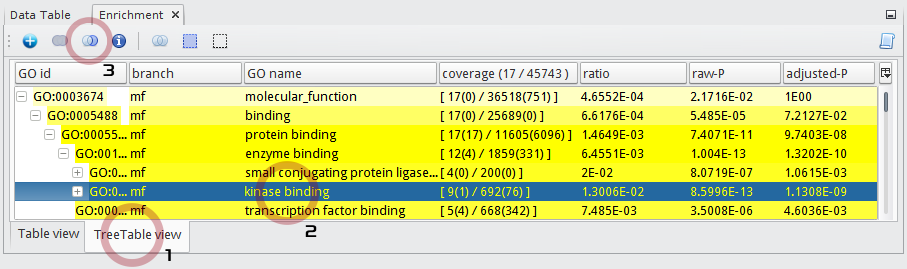 Data Table Enrichment
3
GO id branch GO name coverage (17 / 45743) ratio raw-P adjusted-P
GO:0003674 mf molecular_function [ 17(0) / 36518(751) ] 4.6552E-04 2.1716E-02 1E00
GO:0005488 mf binding [ 17(0) / 25689(0) ] 6.6176E-04 5.485E-05 7.2127E-02
GO:00055... mf protein binding [ 17(17) / 11605(6096) ] 1.4649E-03 7.4071E-11 9.7403E-08
GO:001... mf enzyme binding [ 12(4) / 1859(331) ] 6.4551E-03 1.004E-13 1.3202E-10
GO:0... mf small conjugating protein ligase... [ 4(0) / 200(0) ] 2E-02 8.0719E-07 1.0615E-03
GO:0... mf kinase binding [ 9(1) / 692(76) ] 1.3006E-02 8.5996E-13 1.1308E-09
GO:000... mf transcription factor binding [ 5(4) / 668(342) ] 7.485E-03 3.5008E-06 4.6036E-03
2
Table view TreeTable view
1